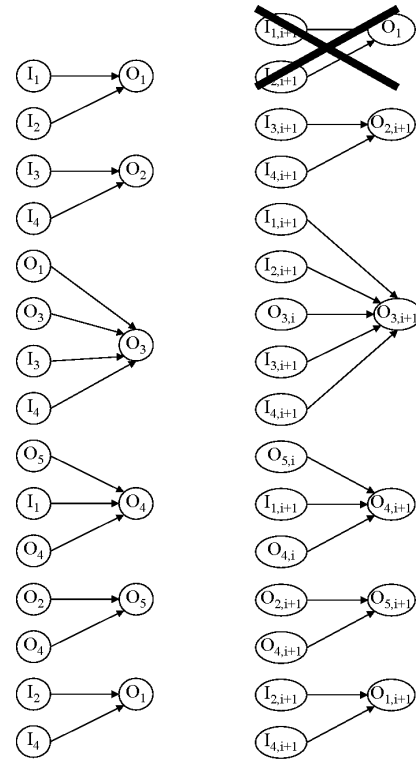 I1,i+1 O1
I1 O1 I2,i+1
I2 I3,i+1 O2,i+1
I3 O2 I4,i+1
I4 I1,i+1
O1 I2,i+1
O3 O3 O3,i O3,i+1
I3 I3,i+1
I4 I4,i+1
O5 O5,i
I1 O4 I1,i+1 O4,i+1
O4 O4,i
O2 O5 O2,i+1 O5,i+1
O4 O4,i+1
I2 O1 I2,i+1 O1,i+1
I4 I4,i+1